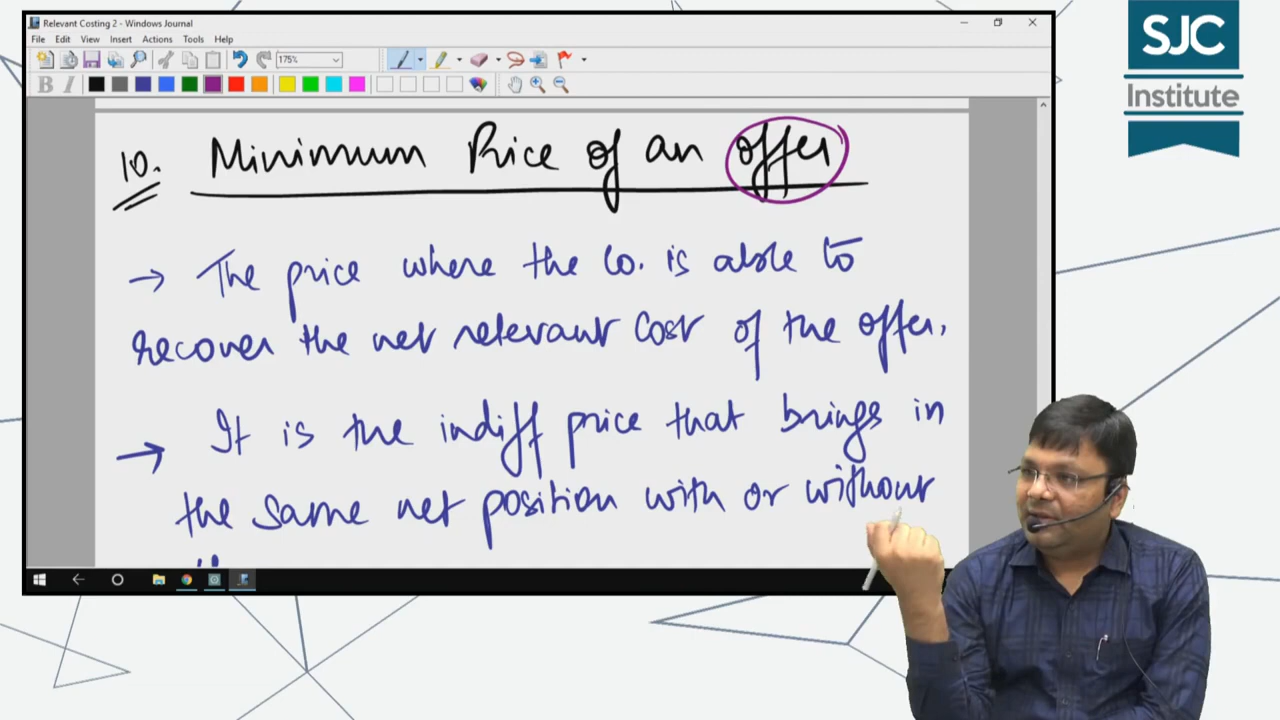 Relevant Costing 2 - Windows Journal
File Edit View Insert Actions Tools Help
175%
B I
SJC
Institute
10. Minimum Price of an offer
→ The price where the Co. is able to
recover the net relevant cost of the offer.
→ It is the indiff price that brings in
the same net position with or without